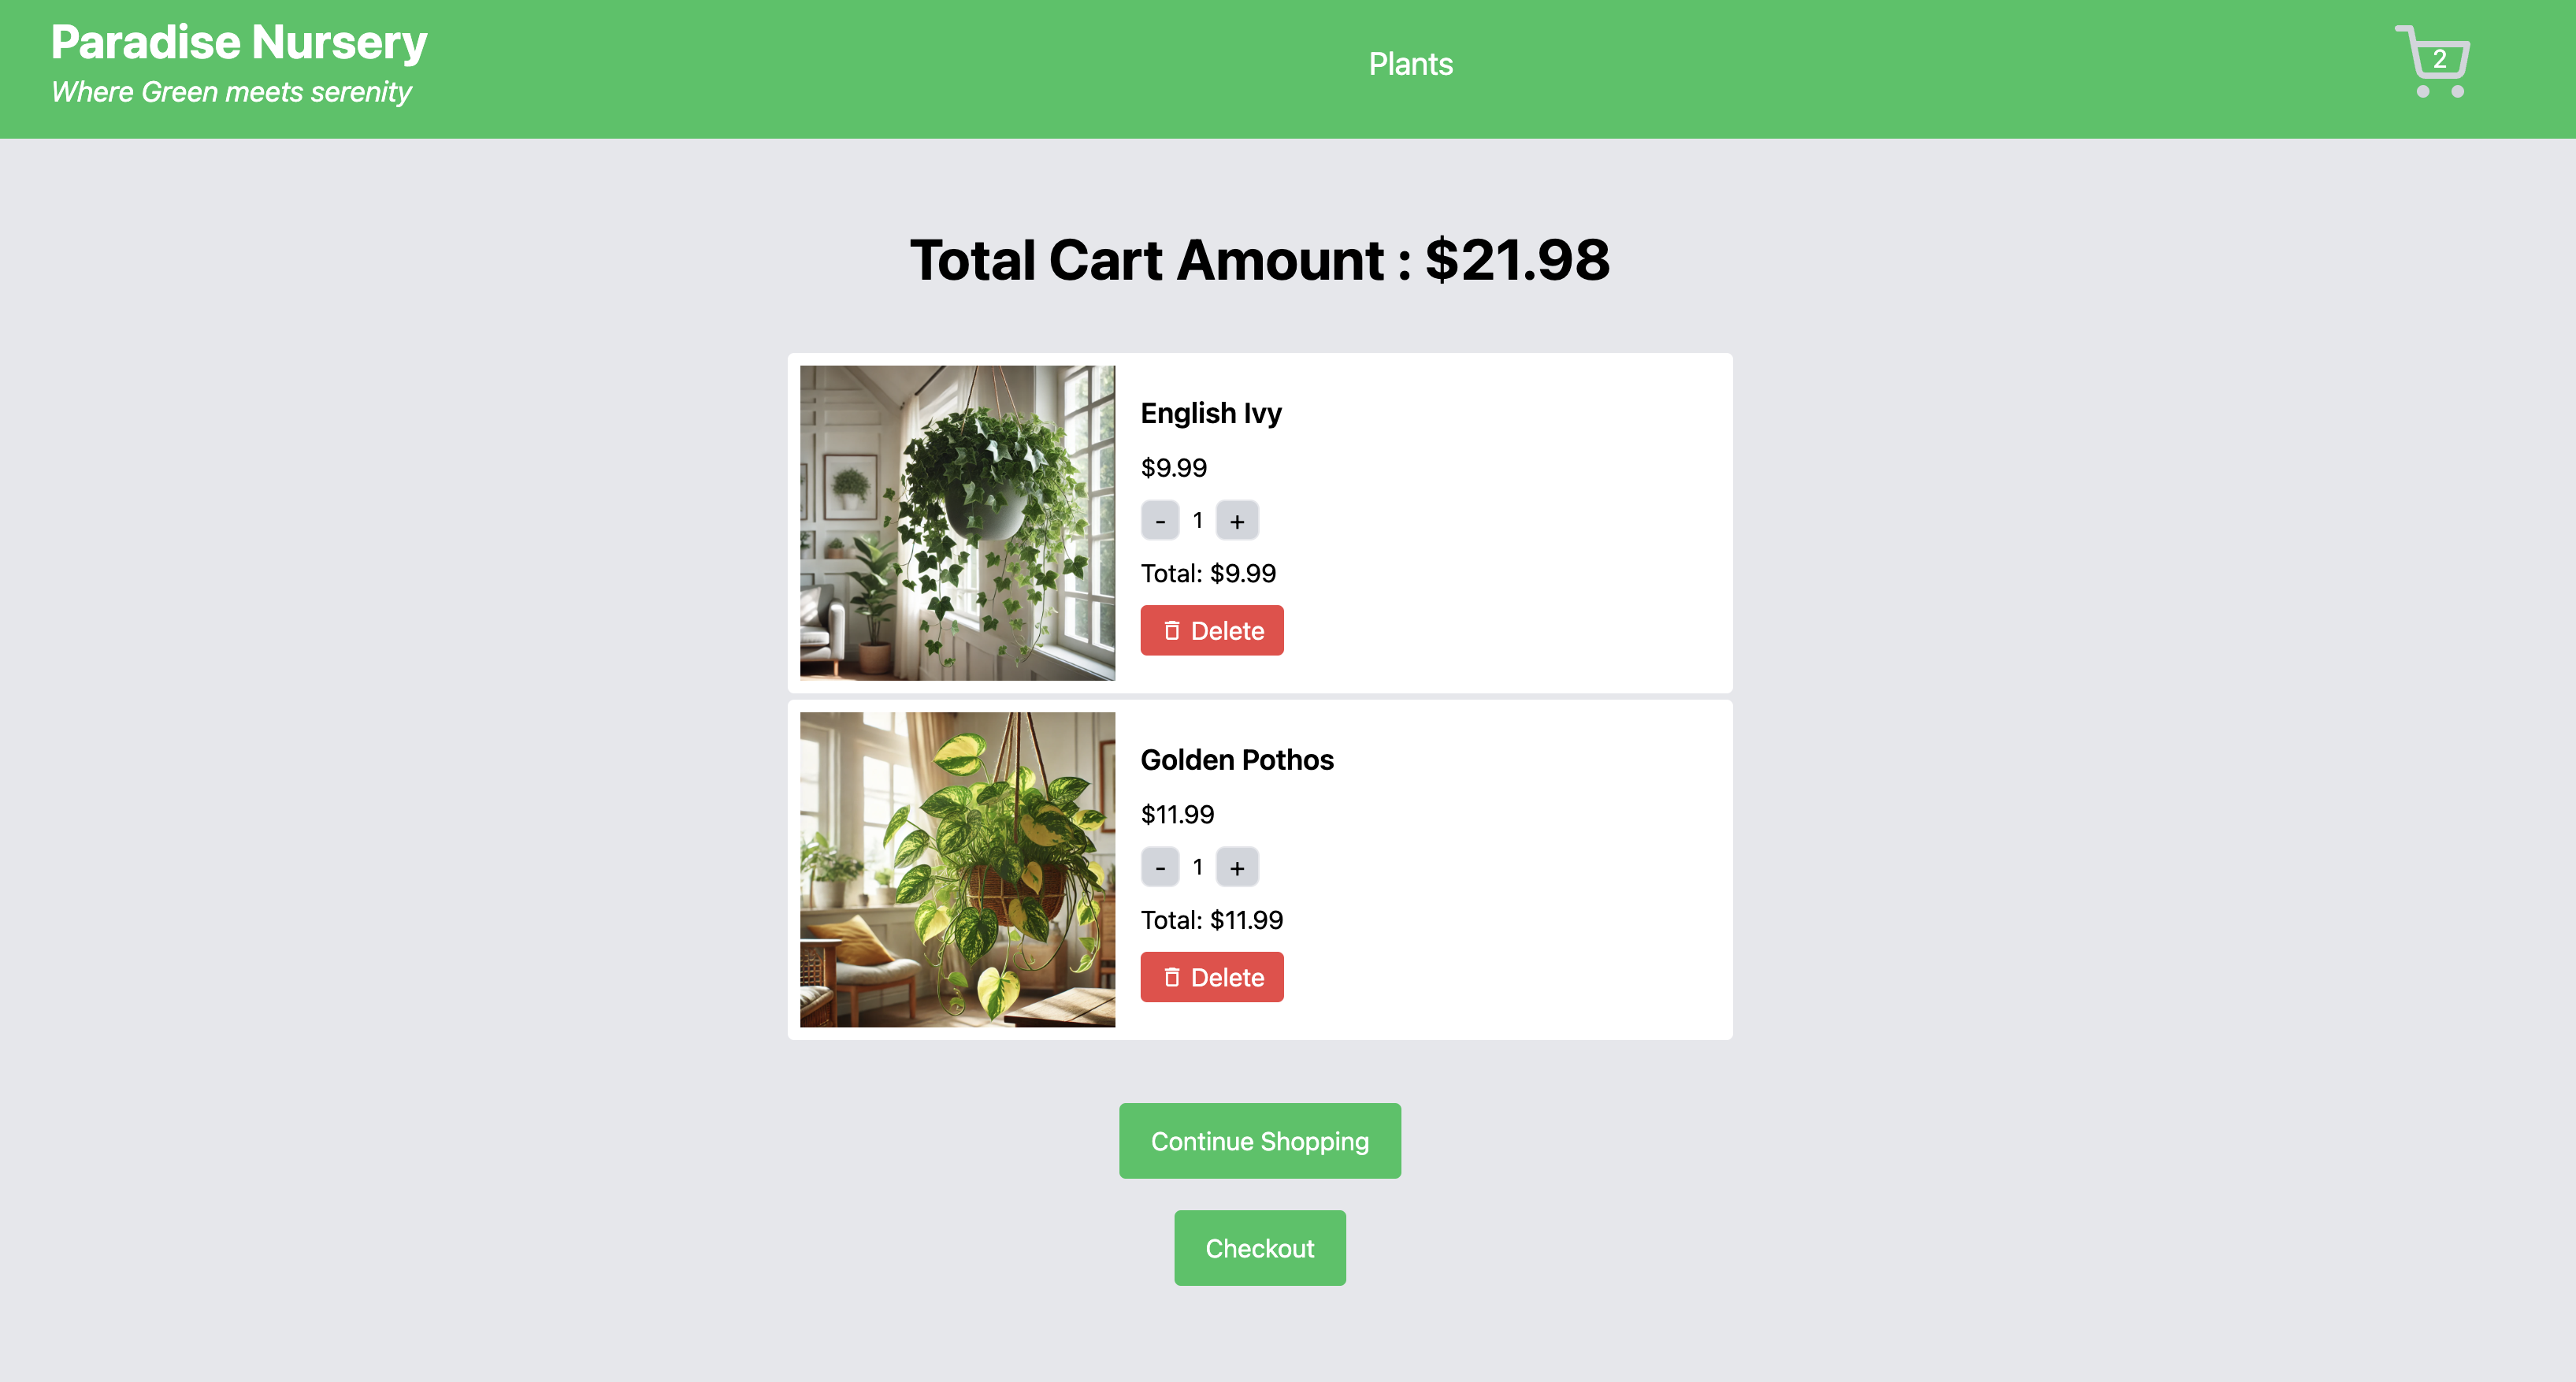 Paradise Nursery
Where Green meets serenity
Plants
2
Total Cart Amount : $21.98
English Ivy
$9.99
- 1 +
Total: $9.99
Delete
Golden Pothos
$11.99
- 1 +
Total: $11.99
Delete
Continue Shopping
Checkout